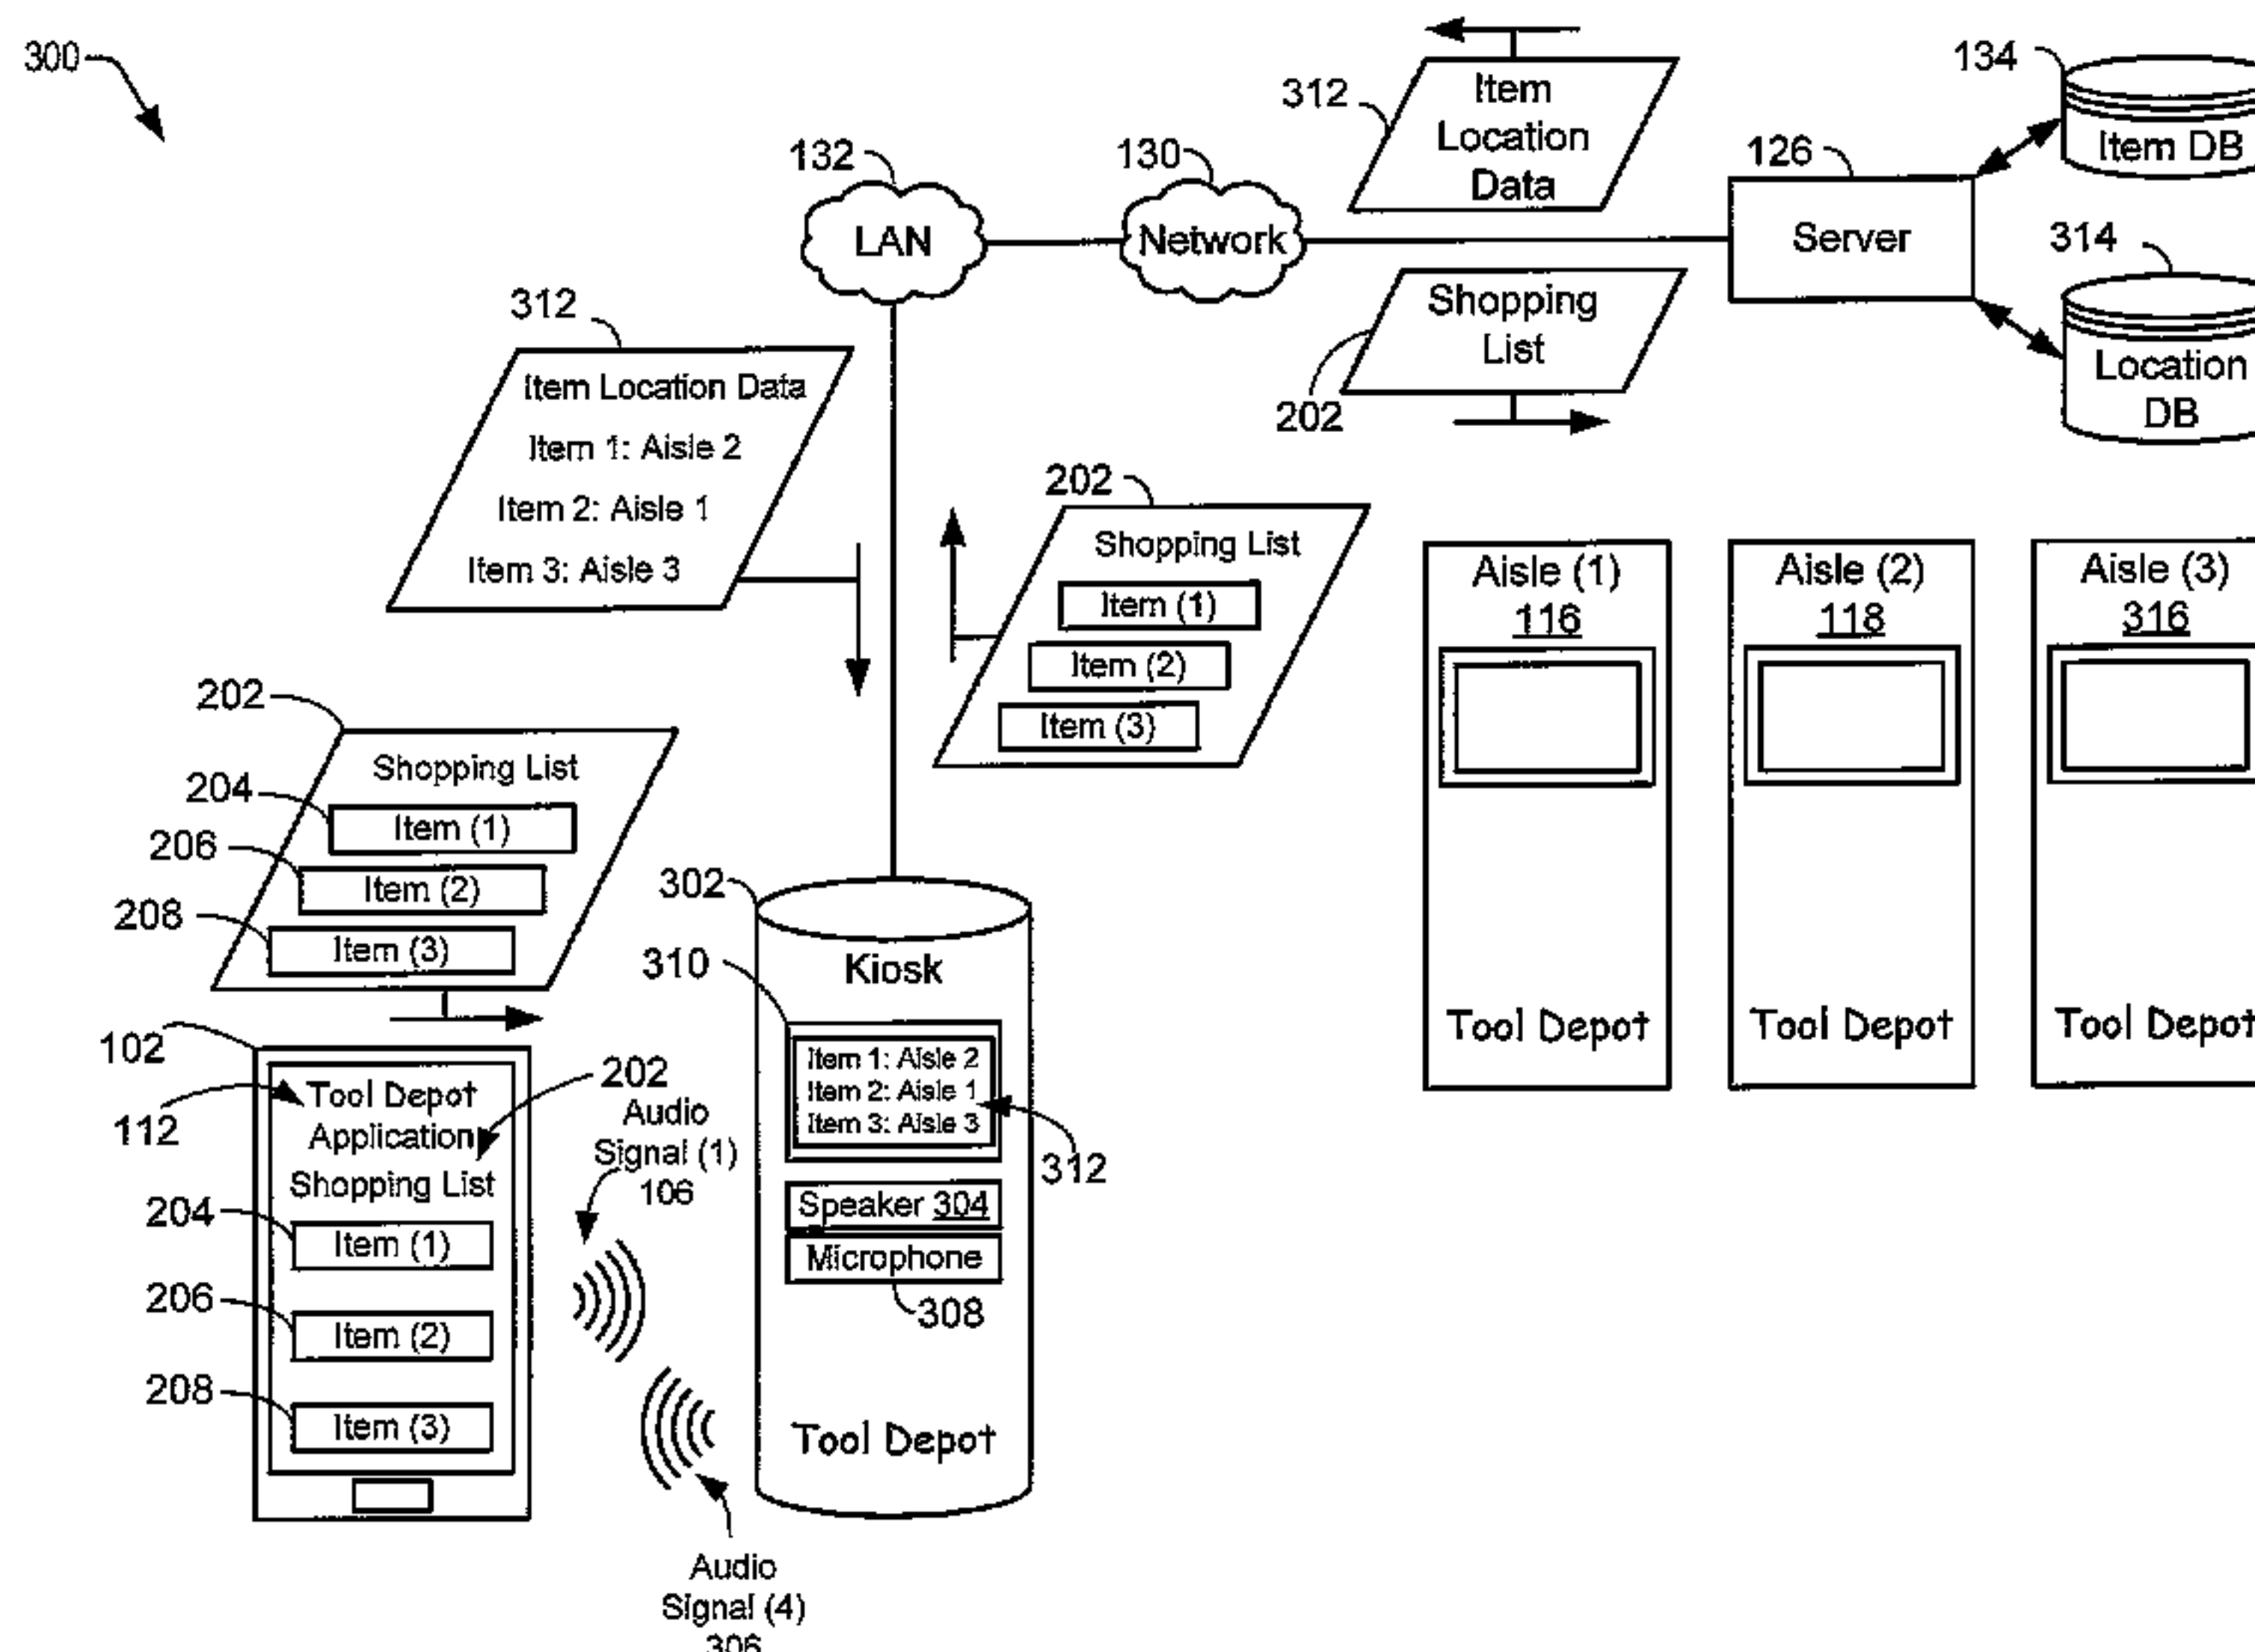 300
312
Item
Location
Data
134
Item DB
132
LAN
130
Network
126
Server
314
Location
DB
Shopping
List
202
312
Item Location Data
Item 1: Aisle 2
Item 2: Aisle 1
Item 3: Aisle 3
202
Shopping List
Item (1)
Item (2)
Item (3)
Aisle (1)
116
Tool Depot
Aisle (2)
118
Tool Depot
Aisle (3)
316
Tool Depot
202
Shopping List
204
Item (1)
206
Item (2)
208
Item (3)
102
112
Tool Depot
Application
202
Shopping List
204
Item (1)
206
Item (2)
208
Item (3)
Audio
Signal (1)
106
302
Kiosk
310
Item 1: Aisle 2
Item 2: Aisle 1
Item 3: Aisle 3
312
Speaker 304
Microphone
308
Tool Depot
Audio
Signal (4)
306